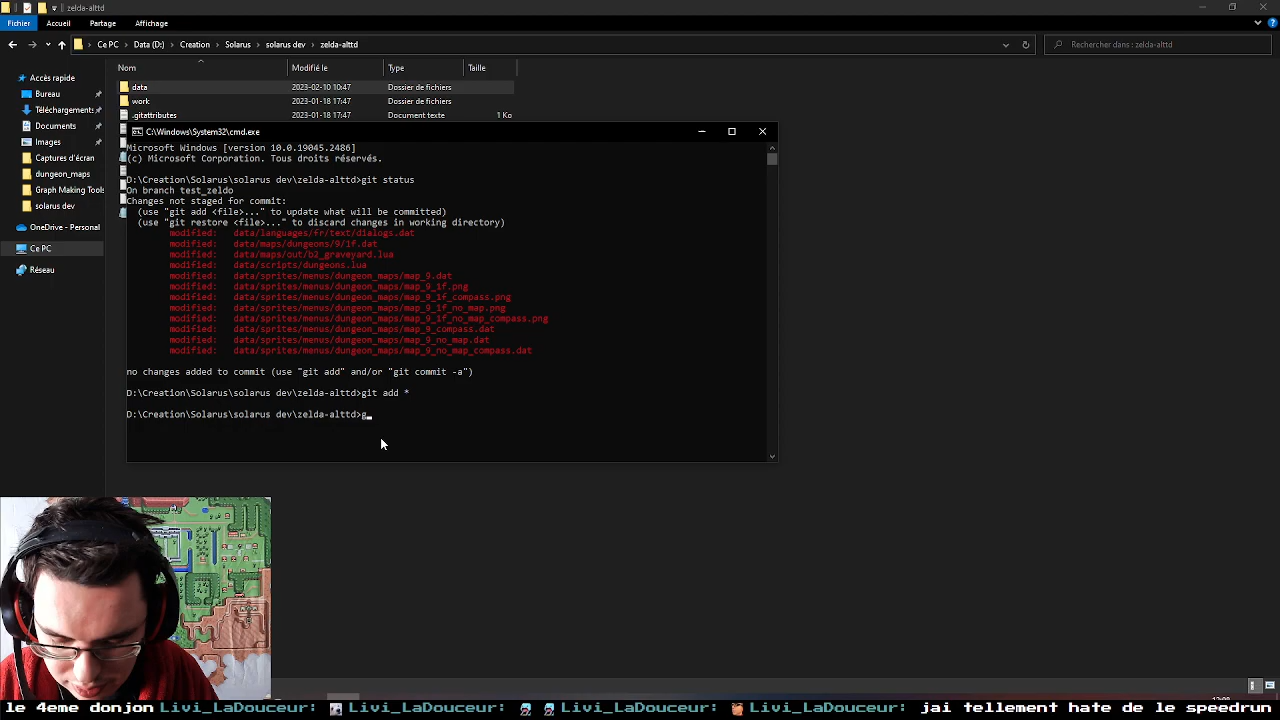 zelda-alttd
Fichier Accueil Partage Affichage
Ce PC Data (D:) Creation Solarus solarus dev zelda-alttd
Rechercher dans : zelda-alttd
Nom Modifié le Type Taille
Accès rapide
Bureau
Téléchargements
Documents
Images
Captures d'écran
dungeon_maps
Graph Making Tools
solarus dev
OneDrive - Personal
Ce PC
Réseau
data 2023-02-10 10:47 Dossier de fichiers
work 2023-01-18 17:47 Dossier de fichiers
.gitattributes 2023-01-18 17:47 Document texte 1 Ko
C:\Windows\System32\cmd.exe
Microsoft Windows [version 10.0.19045.2486]
(c) Microsoft Corporation. Tous droits réservés.
D:\Creation\Solarus\solarus dev\zelda-alttd>git status
On branch test_zeldo
Changes not staged for commit:
(use "git add <file>..." to update what will be committed)
(use "git restore <file>..." to discard changes in working directory)
modified: data/languages/fr/text/dialogs.dat
modified: data/maps/dungeons/9/1f.dat
modified: data/maps/out/b2_graveyard.lua
modified: data/scripts/dungeons.lua
modified: data/sprites/menus/dungeon_maps/map_9.dat
modified: data/sprites/menus/dungeon_maps/map_9_1f.png
modified: data/sprites/menus/dungeon_maps/map_9_1f_compass.png
modified: data/sprites/menus/dungeon_maps/map_9_1f_no_map.png
modified: data/sprites/menus/dungeon_maps/map_9_1f_no_map_compass.png
modified: data/sprites/menus/dungeon_maps/map_9_compass.dat
modified: data/sprites/menus/dungeon_maps/map_9_no_map.dat
modified: data/sprites/menus/dungeon_maps/map_9_no_map_compass.dat
no changes added to commit (use "git add" and/or "git commit -a")
D:\Creation\Solarus\solarus dev\zelda-alttd>git add *
D:\Creation\Solarus\solarus dev\zelda-alttd>g
le 4eme donjon Livi_LaDouceur: Livi_LaDouceur: Livi_LaDouceur: Livi_LaDouceur: jai tellement hate de le speedrun